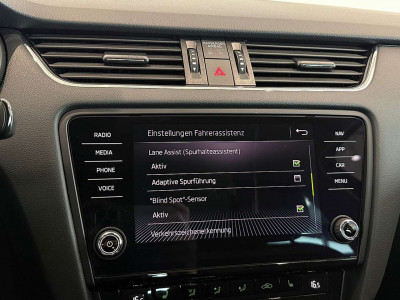 Einstellungen Fahrerassistenz
RADIO
MEDIA
PHONE
VOICE
Lane Assist (Spurhalteassistent)
Aktiv
Adaptive Spurführung
"Blind Spot"-Sensor
Aktiv
Verkehrszeichenerkennung
NAV
APP
CAR
MENU